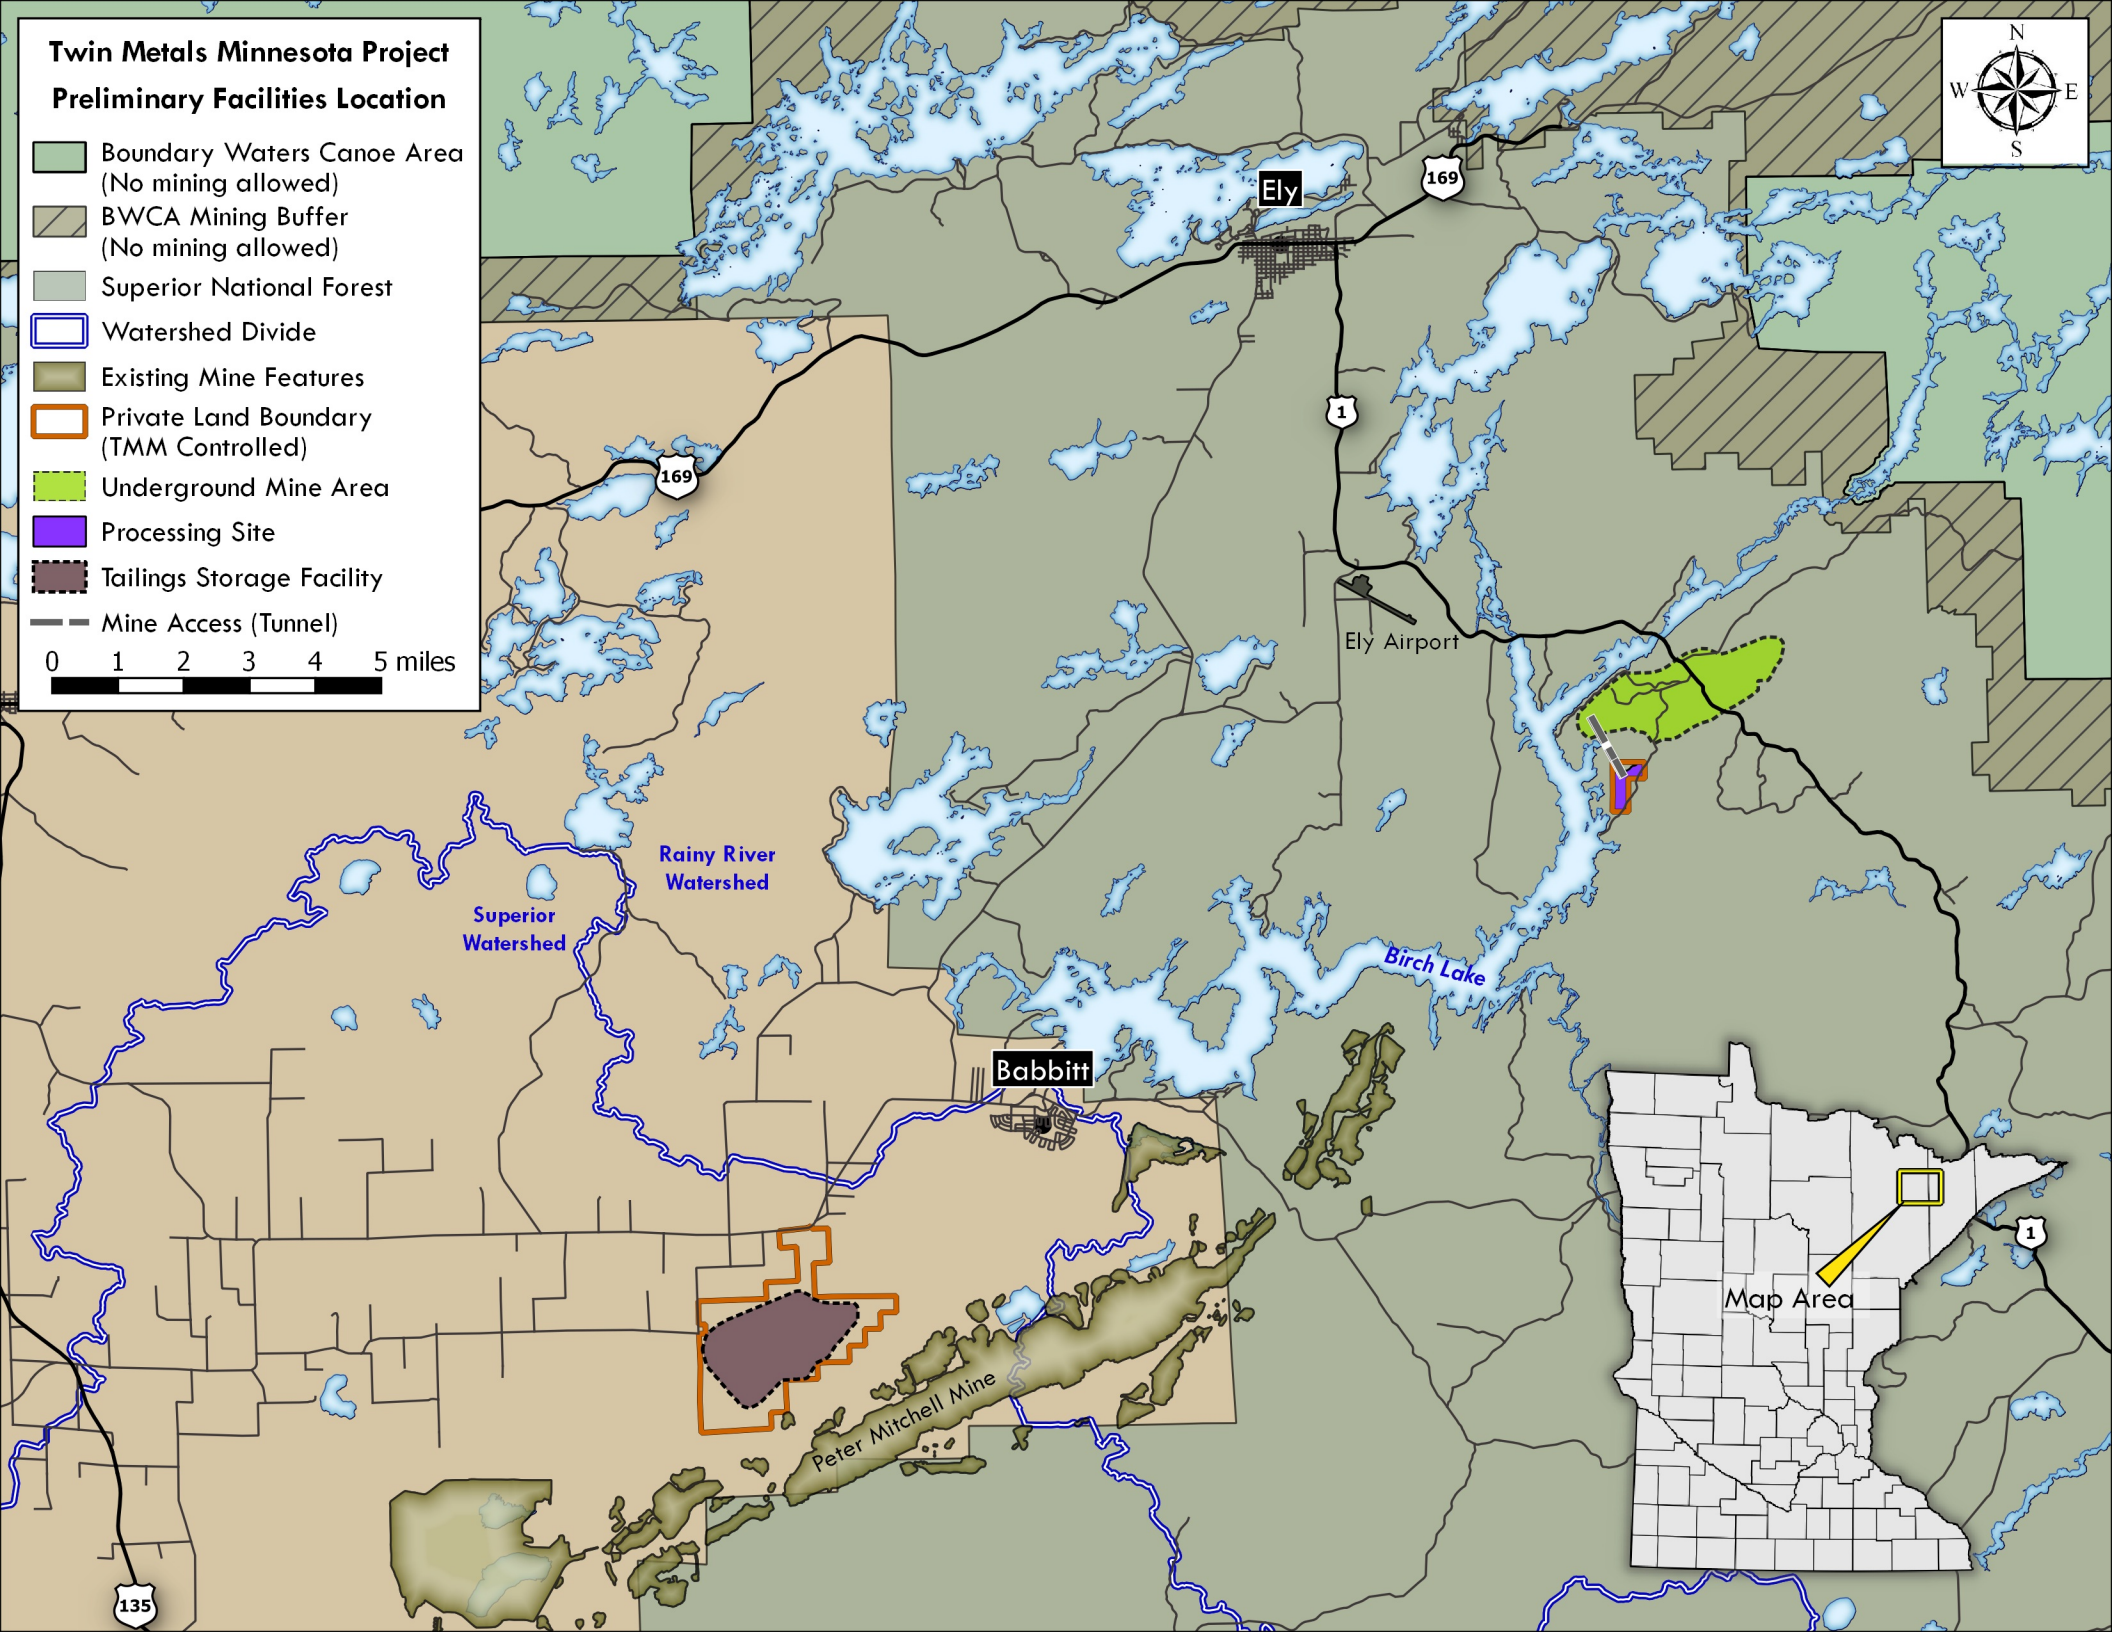 Twin Metals Minnesota Project
Preliminary Facilities Location
Boundary Waters Canoe Area
(No mining allowed)
BWCA Mining Buffer
(No mining allowed)
Superior National Forest
Watershed Divide
Existing Mine Features
Private Land Boundary
(TMM Controlled)
Underground Mine Area
Processing Site
Tailings Storage Facility
Mine Access (Tunnel)
0 1 2 3 4 5 miles
N
W E
S
Ely
169
1
169
Ely Airport
Rainy River
Watershed
Superior
Watershed
Birch Lake
Babbitt
1
Map Area
Peter Mitchell Mine
135